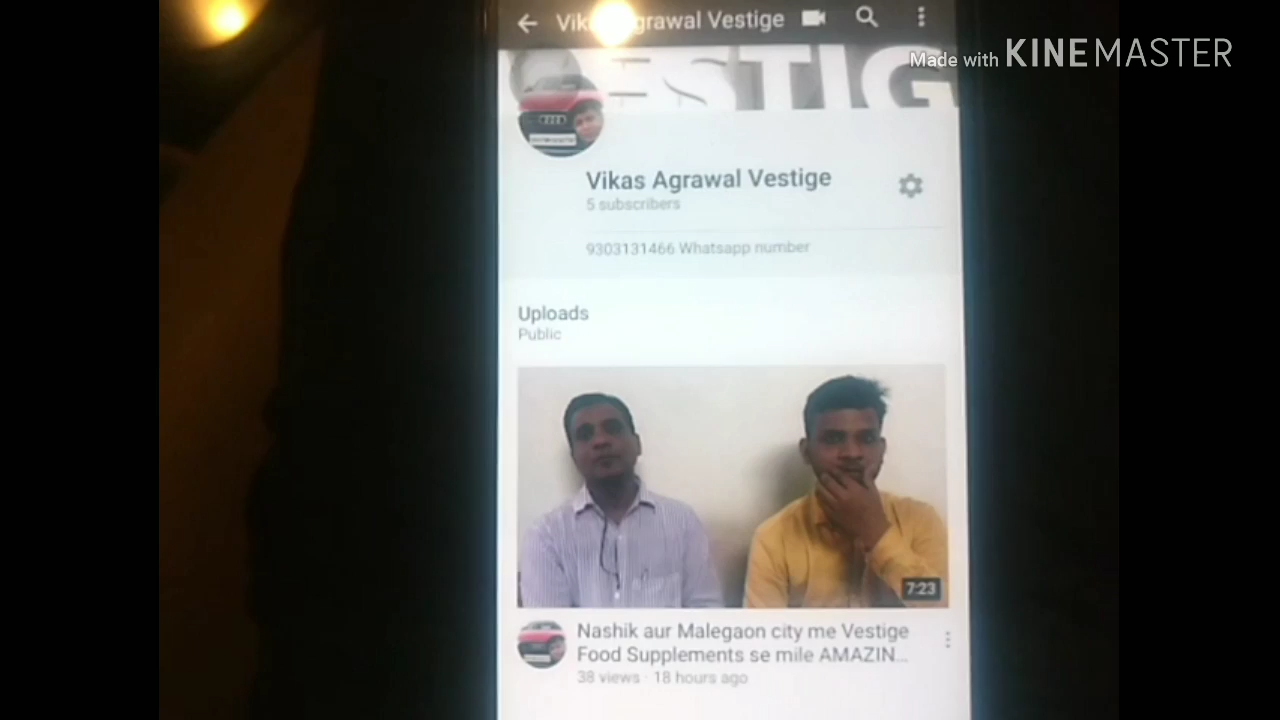 Vikas Agrawal Vestige
Made with KINEMASTER
VESTIG
Vikas Agrawal Vestige
5 subscribers
9303131466 Whatsapp number
Uploads
Public
7:23
Nashik aur Malegaon city me Vestige
Food Supplements se mile AMAZIN...
38 views · 18 hours ago